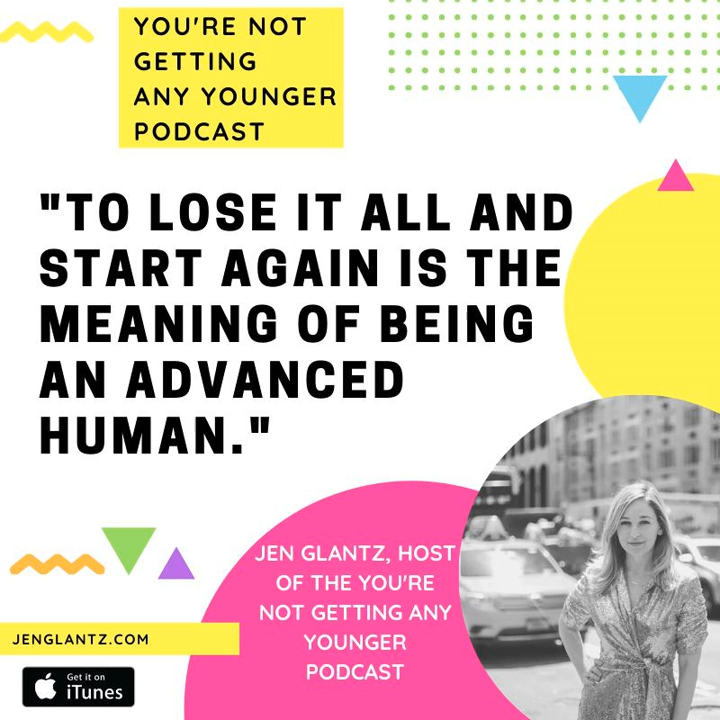 YOU'RE NOT
GETTING
ANY YOUNGER
PODCAST
"TO LOSE IT ALL AND
START AGAIN IS THE
MEANING OF BEING
AN ADVANCED
HUMAN."
JEN GLANTZ, HOST
OF THE YOU'RE
NOT GETTING ANY
YOUNGER
PODCAST
JENGLANTZ.COM
Get it on
iTunes